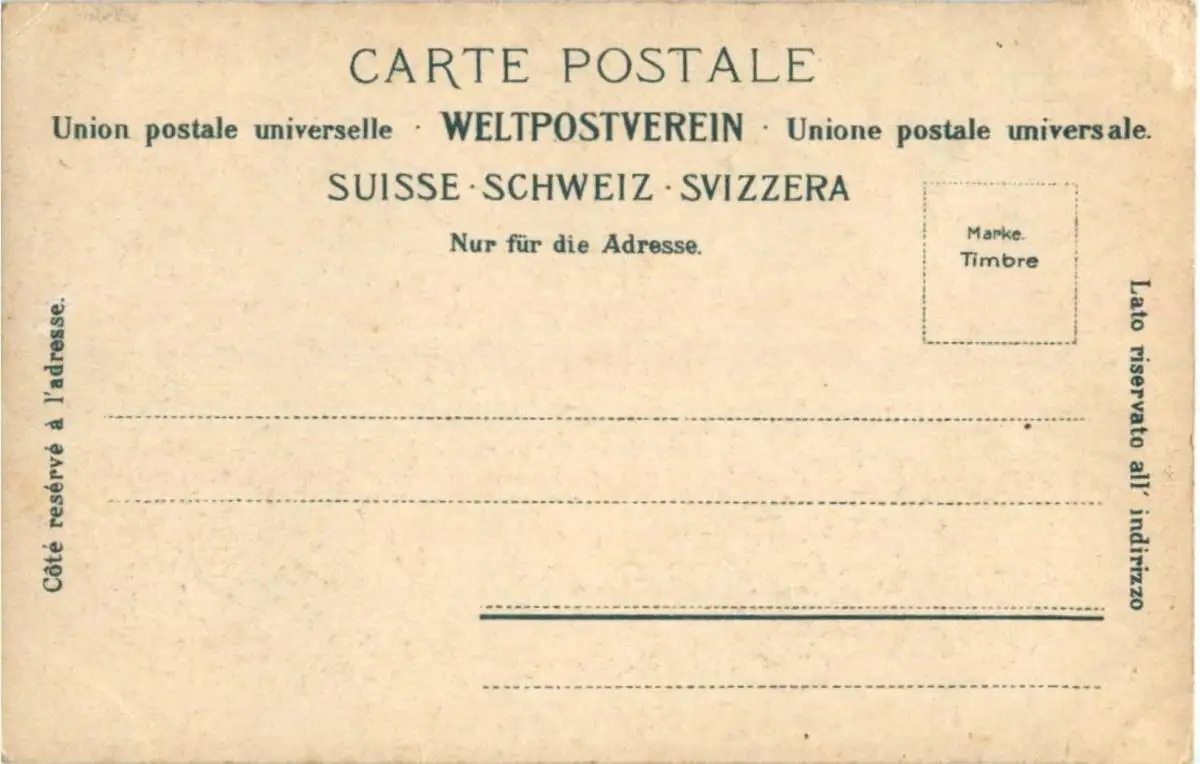 CARTE POSTALE
Union postale universelle · WELTPOSTVEREIN · Unione postale universale.
SUISSE · SCHWEIZ · SVIZZERA
Nur für die Adresse.
Marke.
Timbre
Côté resérvé à l'adresse.
Lato riservato all' indirizzo